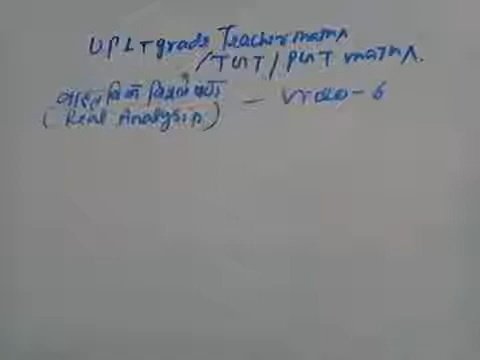 UP LT grade Teacher maths
/TGT/PGT maths.
वास्तविक विश्लेषण — Video-6
(Real Analysis)